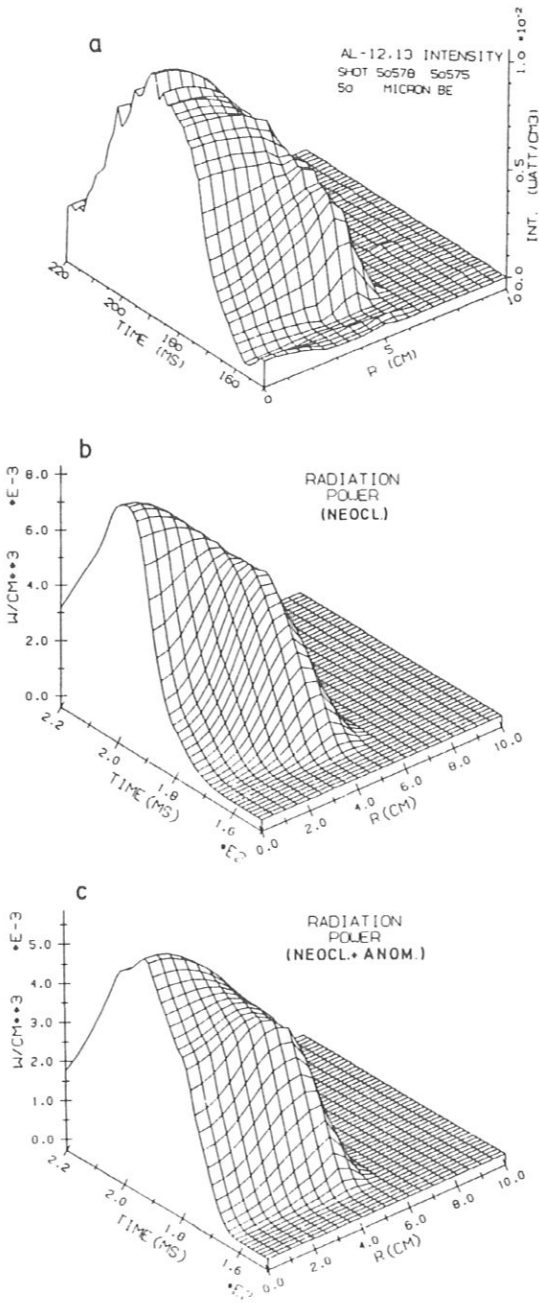 a
AL-12,13 INTENSITY
SHOT 50578 50575
50 MICRON BE
1.0 *10⁻²
0.5
0.0
INT. (WATT/CM3)
220
200
180
160
TIME (MS)
0
5
10
R (CM)
b
RADIATION
POWER
(NEOCL.)
*E-3
8.0
6.0
4.0
2.0
0.0
W/CM**3
2.2
2.0
1.8
1.6
*E2
TIME(MS)
0.0
2.0
4.0
6.0
8.0
10.0
R(CM)
c
RADIATION
POWER
(NEOCL.+ ANOM.)
*E-3
5.0
4.0
3.0
2.0
1.0
0.0
W/CM**3
2.2
2.0
1.8
1.6
TIME(MS)
0.0
2.0
4.0
6.0
8.0
10.0
R(CM)